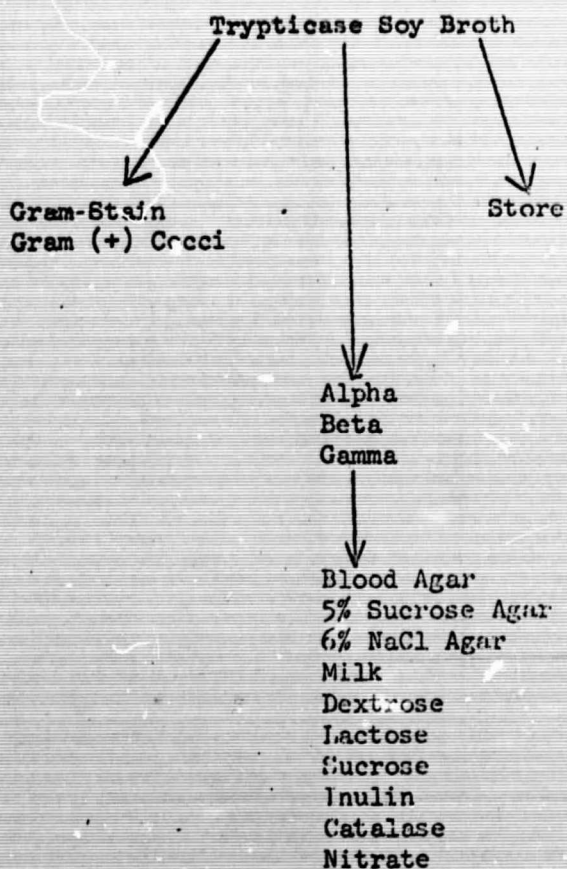 Trypticase Soy Broth
Gram-Stain
Gram (+) Cocci
Store
Alpha
Beta
Gamma
Blood Agar
5% Sucrose Agar
6% NaCl Agar
Milk
Dextrose
Lactose
Sucrose
Inulin
Catalase
Nitrate